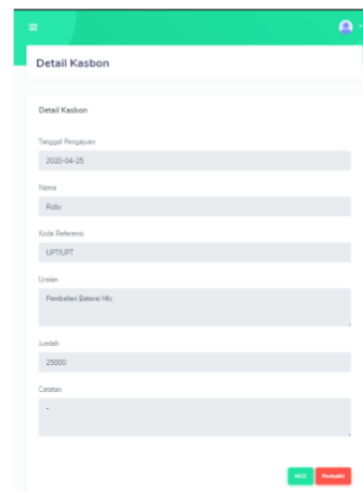 Detail Kasbon
Detail Kasbon
Tanggal Pengajuan
2020-04-25
Nama
Roby
Kode Referensi
UPT/UPT
Uraian
Pembelian Baterai Mic
Jumlah
25000
Catatan
-
ACC Perbaiki